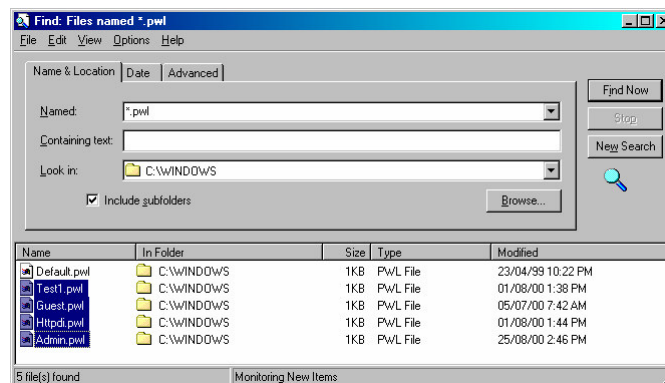 Find: Files named *.pwl
File Edit View Options Help
Name & Location Date Advanced
Named: *.pwl
Containing text:
Look in: C:\WINDOWS
Include subfolders
Browse...
Find Now
Stop
New Search
Name In Folder Size Type Modified
Default.pwl C:\WINDOWS 1KB PWL File 23/04/99 10:22 PM
Test1.pwl C:\WINDOWS 1KB PWL File 01/08/00 1:38 PM
Guest.pwl C:\WINDOWS 1KB PWL File 05/07/00 7:42 AM
Httpdi.pwl C:\WINDOWS 1KB PWL File 01/08/00 1:44 PM
Admin.pwl C:\WINDOWS 1KB PWL File 25/08/00 2:46 PM
5 file(s) found Monitoring New Items